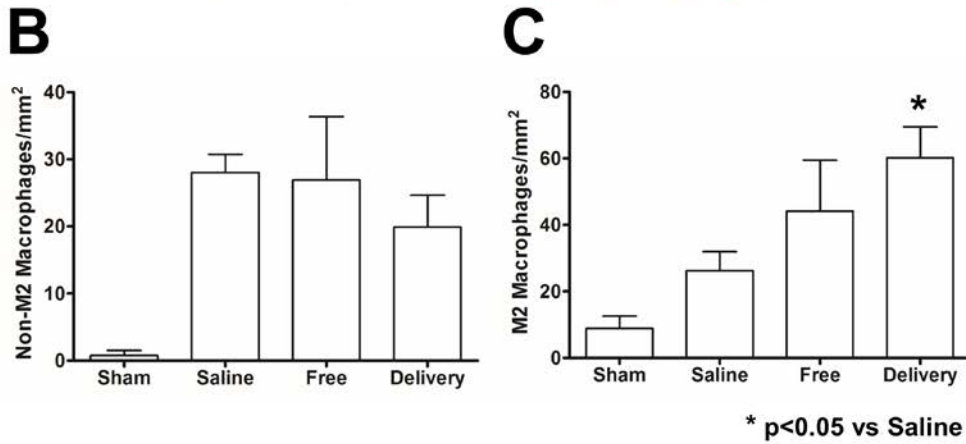 B
Non-M2 Macrophages/mm²
40
30
20
10
0
Sham Saline Free Delivery
C
M2 Macrophages/mm²
80
60
40
20
0
*
Sham Saline Free Delivery
* p<0.05 vs Saline